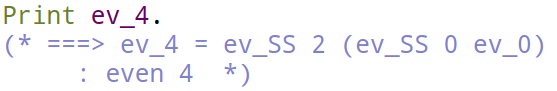 Print ev_4.
(* ===> ev_4 = ev_SS 2 (ev_SS 0 ev_0)
     : even 4  *)